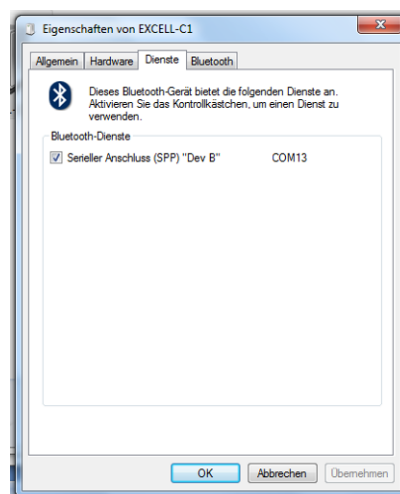 Eigenschaften von EXCELL-C1
Allgemein Hardware Dienste Bluetooth
Dieses Bluetooth-Gerät bietet die folgenden Dienste an.
Aktivieren Sie das Kontrollkästchen, um einen Dienst zu
verwenden.
Bluetooth-Dienste
Serieller Anschluss (SPP) "Dev B" COM13
OK Abbrechen Übernehmen